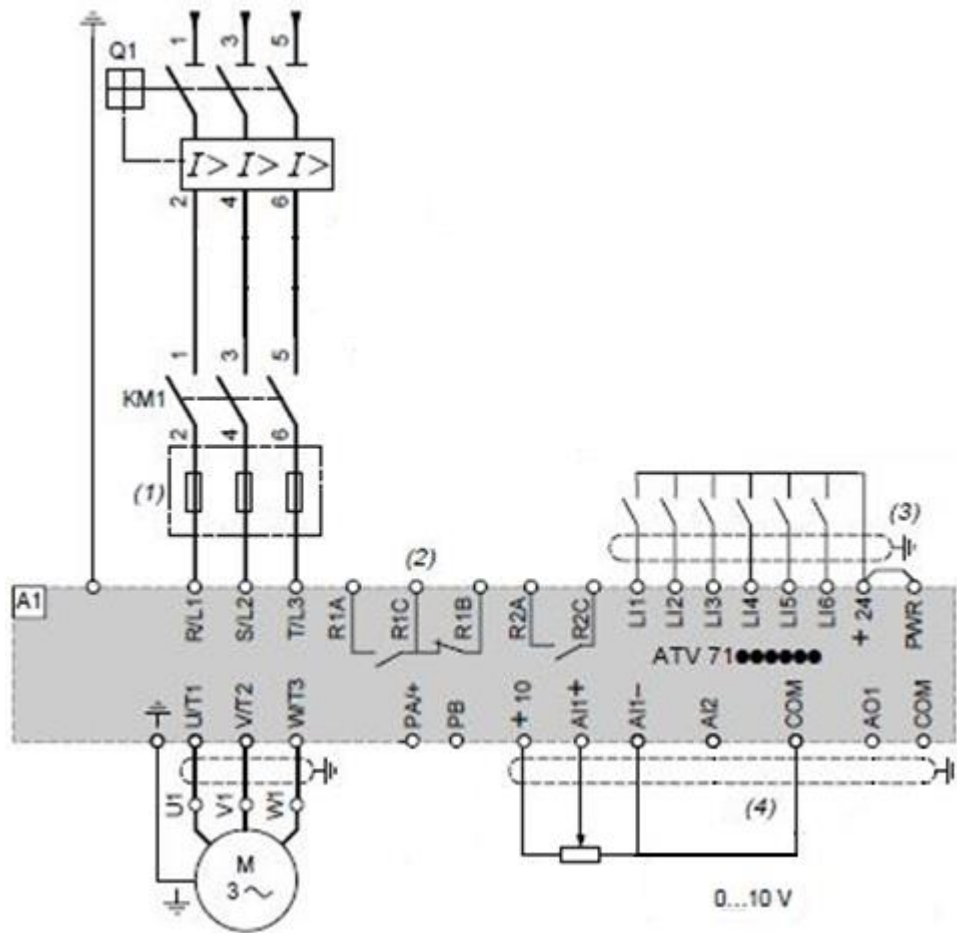 Q1
1 3 5
I> I> I>
2 4 6
1 3 5
KM1
2 4 6
(1)
(2)
(3)
A1
R/L1 S/L2 T/L3 R1A R1C R1B R2A R2C LI1 LI2 LI3 LI4 LI5 LI6 + 24 PWR
ATV 71●●●●●●
U/T1 V/T2 W/T3 PA/+ PB + 10 AI1+ AI1– AI2 COM AO1 COM
U1 V1 W1
(4)
M
3 ~
0...10 V